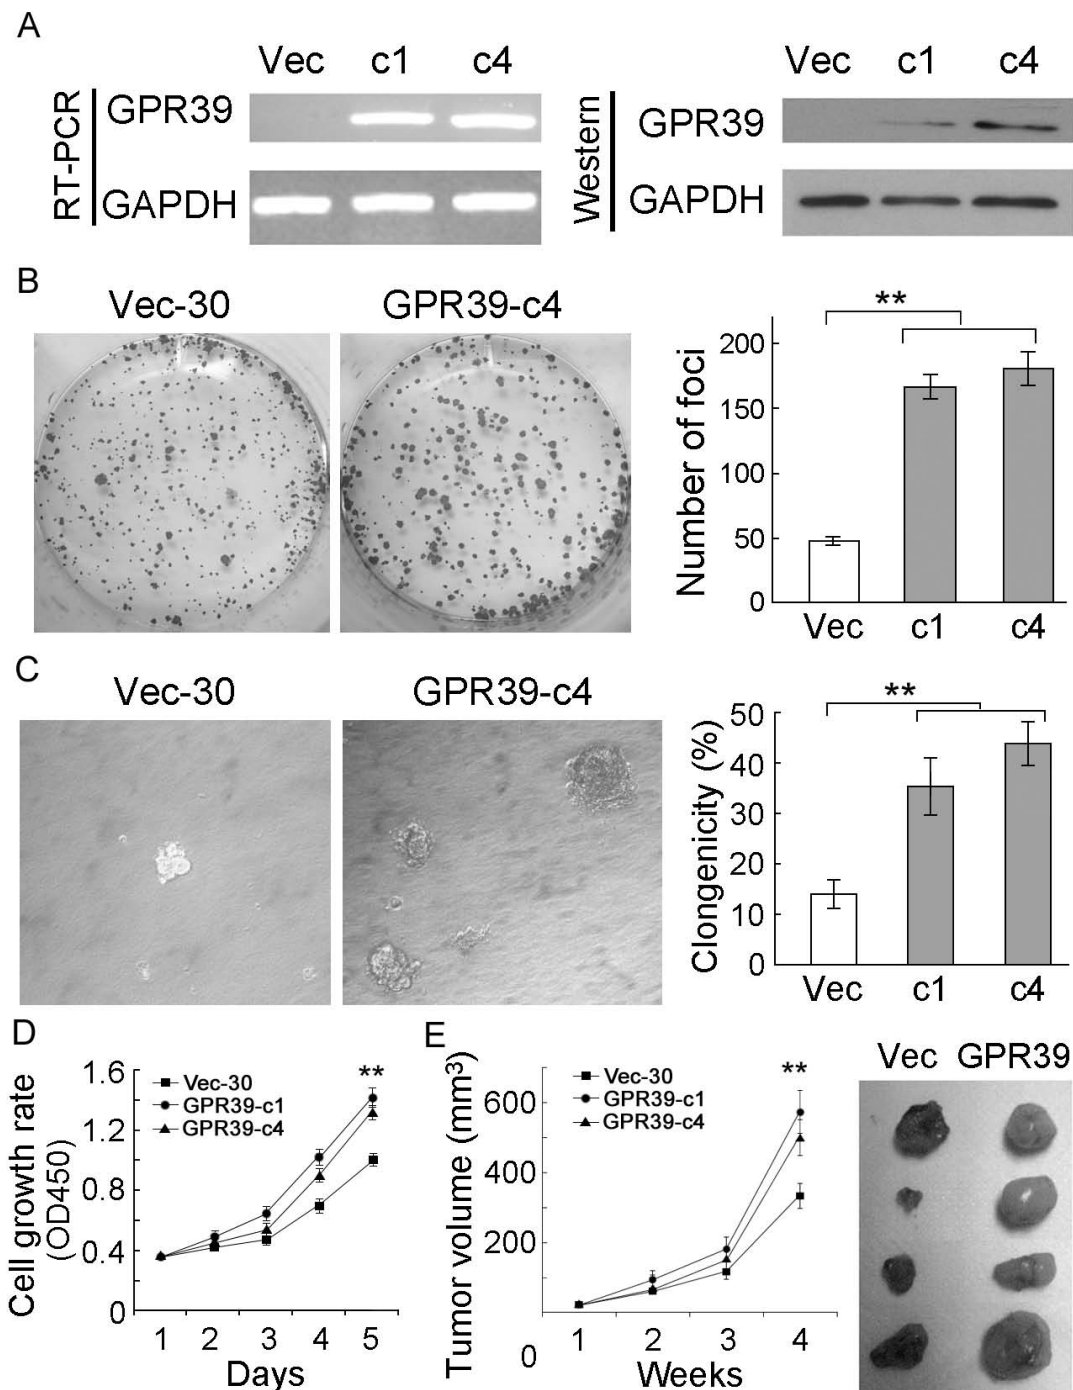 A
Vec c1 c4
RT-PCR
GPR39
GAPDH
Vec c1 c4
Western
GPR39
GAPDH
B
Vec-30 GPR39-c4
**
Number of foci
200
150
100
50
0
Vec c1 c4
C
Vec-30 GPR39-c4
**
Clongenicity (%)
50
40
30
20
10
0
Vec c1 c4
D
Cell growth rate
(OD450)
1.6
1.2
0.8
0.4
0
Vec-30
GPR39-c1
GPR39-c4
**
1 2 3 4 5
Days
E
Tumor volume (mm³)
600
400
200
0
Vec-30
GPR39-c1
GPR39-c4
**
1 2 3 4
Weeks
Vec GPR39